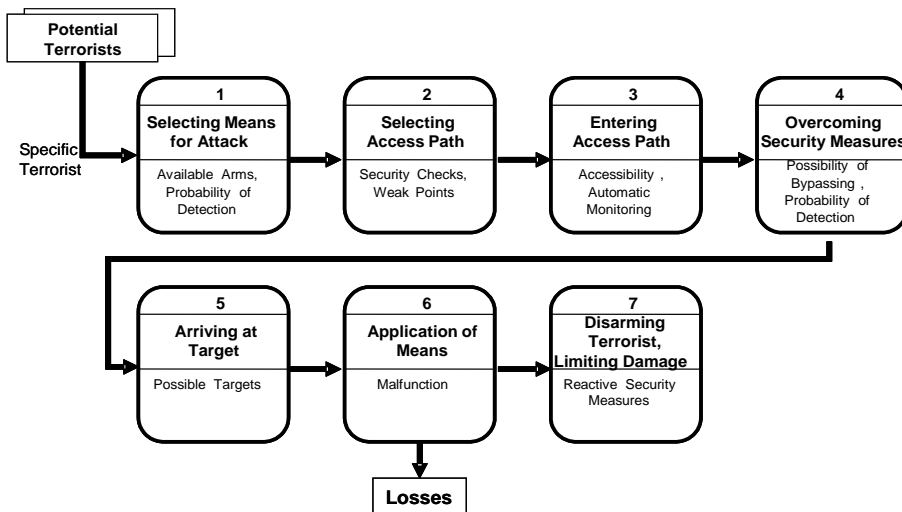 Potential
Terrorists
Specific
Terrorist
1
Selecting Means
for Attack
Available Arms,
Probability of
Detection
2
Selecting
Access Path
Security Checks,
Weak Points
3
Entering
Access Path
Accessibility ,
Automatic
Monitoring
4
Overcoming
Security Measures
Possibility of
Bypassing ,
Probability of
Detection
5
Arriving at
Target
Possible Targets
6
Application of
Means
Malfunction
7
Disarming
Terrorist,
Limiting Damage
Reactive Security
Measures
Losses